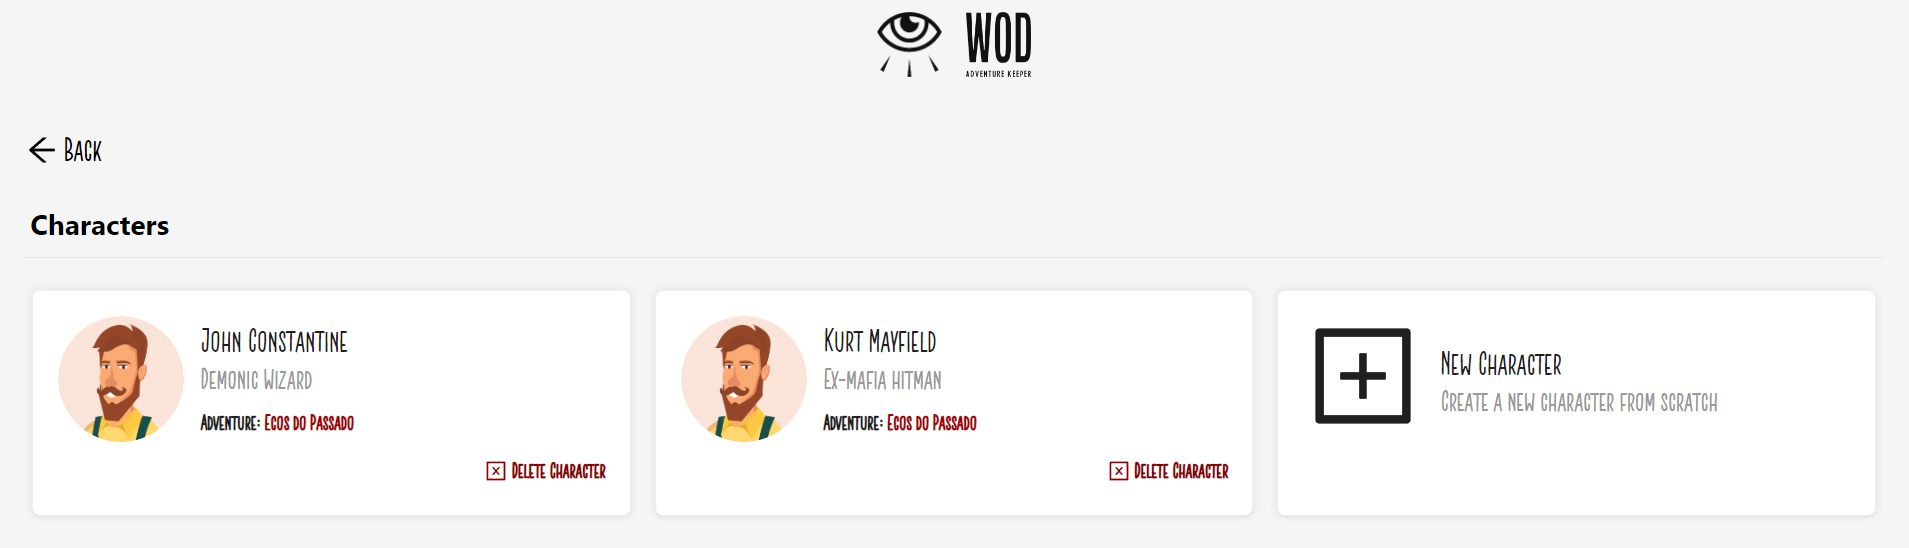 WOD
ADVENTURE KEEPER
Back
Characters
John Constantine
Demonic Wizard
Adventure: Ecos do Passado
Delete Character
Kurt Mayfield
Ex-mafia hitman
Adventure: Ecos do Passado
Delete Character
New Character
Create a new character from scratch